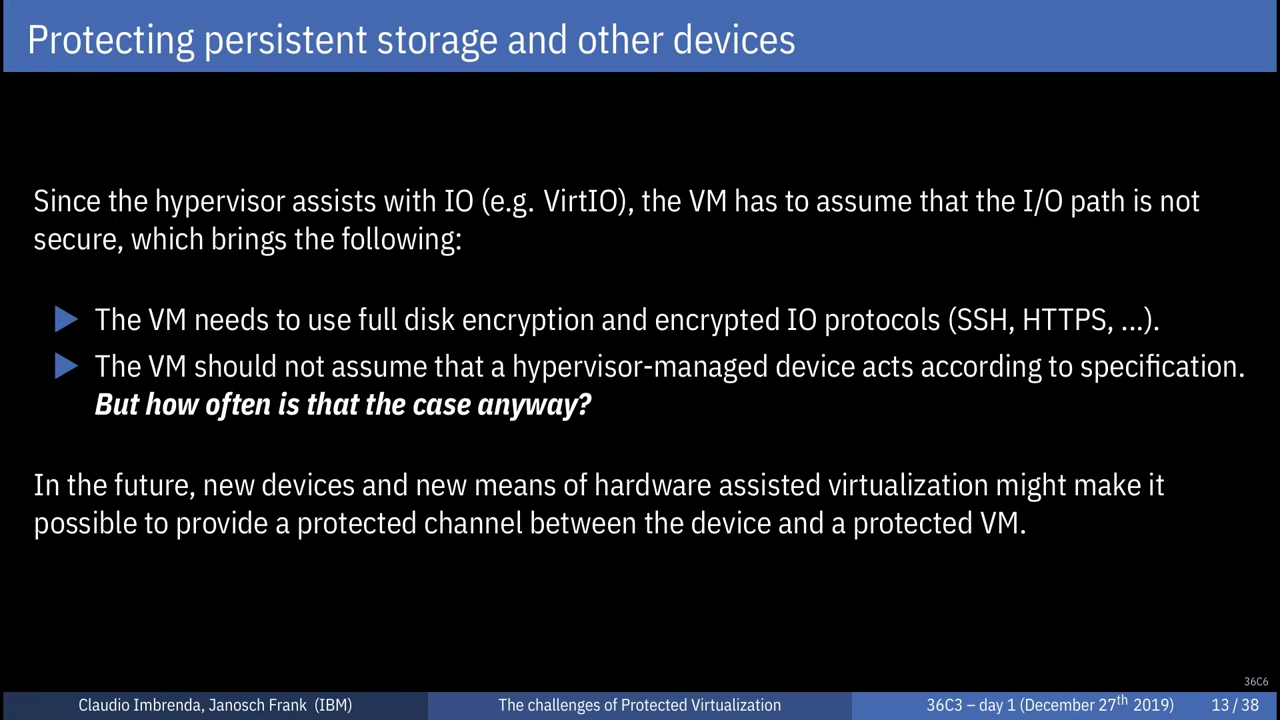 Protecting persistent storage and other devices
Since the hypervisor assists with IO (e.g. VirtIO), the VM has to assume that the I/O path is not
secure, which brings the following:
The VM needs to use full disk encryption and encrypted IO protocols (SSH, HTTPS, ...).
The VM should not assume that a hypervisor-managed device acts according to specification.
But how often is that the case anyway?
In the future, new devices and new means of hardware assisted virtualization might make it
possible to provide a protected channel between the device and a protected VM.
36C6
Claudio Imbrenda, Janosch Frank (IBM)
The challenges of Protected Virtualization
36C3 – day 1 (December 27th 2019)
13 / 38